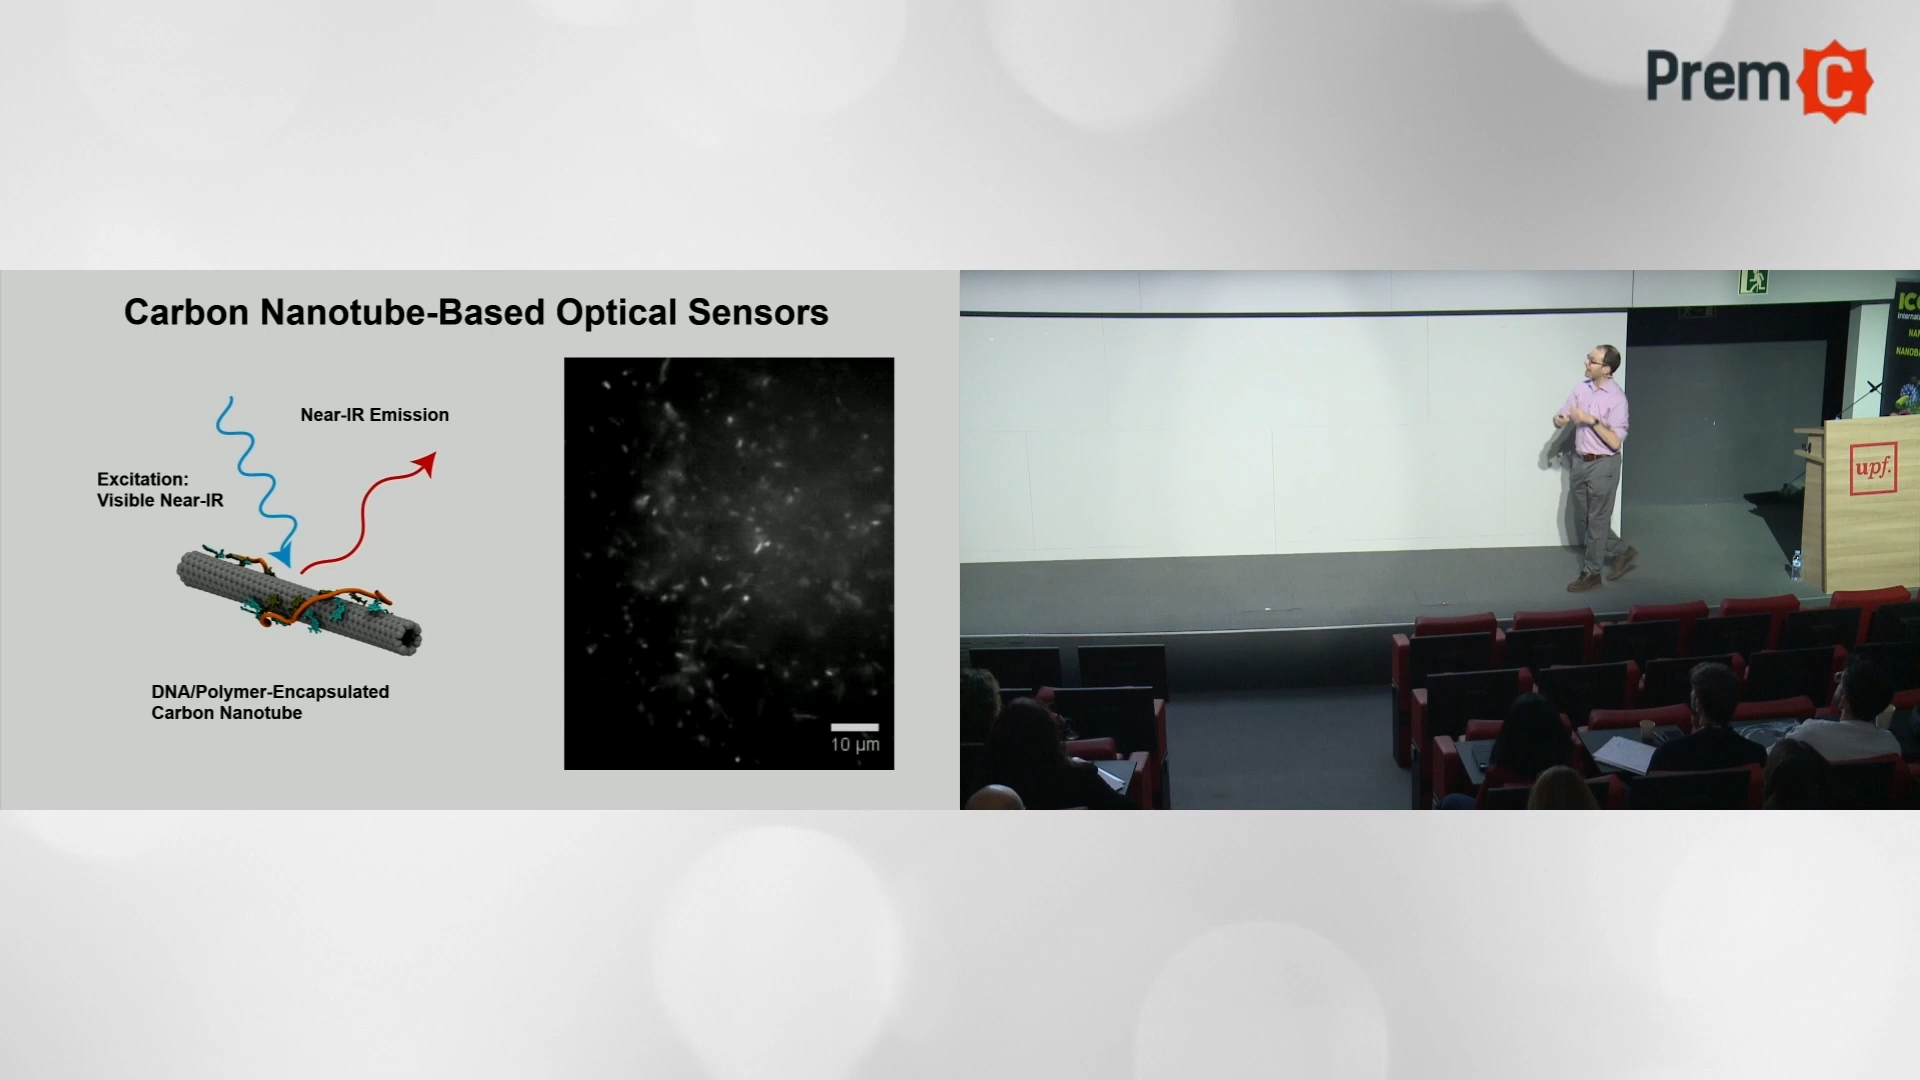 Prem C
Carbon Nanotube-Based Optical Sensors
Near-IR Emission
Excitation:
Visible Near-IR
DNA/Polymer-Encapsulated
Carbon Nanotube
10 µm
upf.